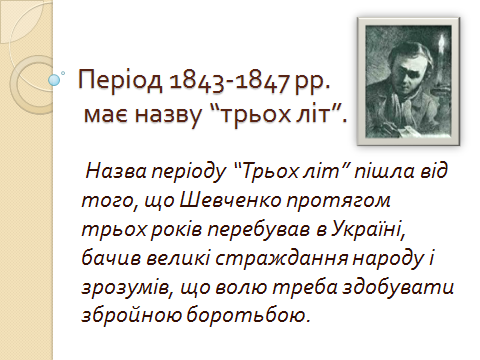 Період 1843-1847 рр.
має назву “трьох літ”.
Назва періоду “Трьох літ” пішла від
того, що Шевченко протягом
трьох років перебував в Україні,
бачив великі страждання народу і
зрозумів, що волю треба здобувати
збройною боротьбою.